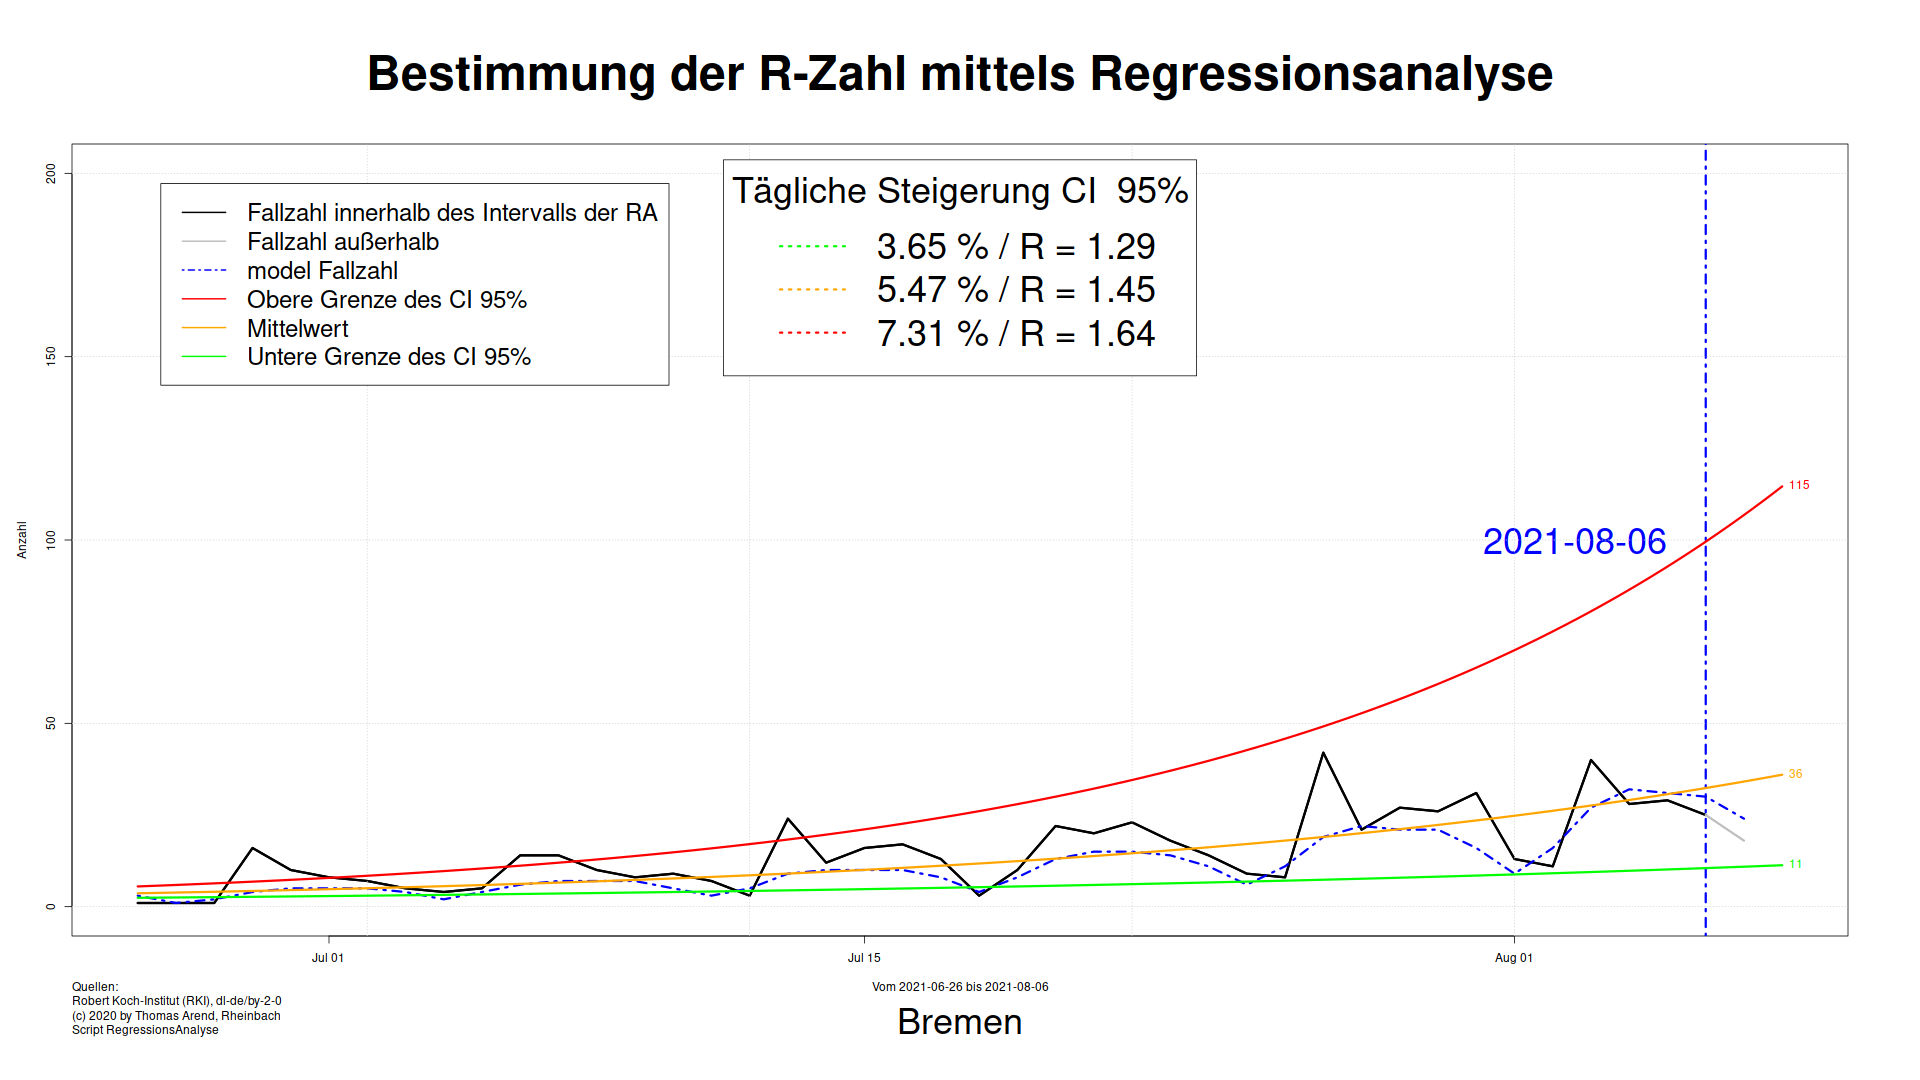 Bestimmung der R-Zahl mittels Regressionsanalyse
Fallzahl innerhalb des Intervalls der RA
Fallzahl außerhalb
model Fallzahl
Obere Grenze des CI 95%
Mittelwert
Untere Grenze des CI 95%
Tägliche Steigerung CI  95%
3.65 % / R = 1.29
5.47 % / R = 1.45
7.31 % / R = 1.64
200
150
100
50
0
Anzahl
115
2021-08-06
36
11
Jul 01
Jul 15
Aug 01
Quellen:
Robert Koch-Institut (RKI), dl-de/by-2-0
(c) 2020 by Thomas Arend, Rheinbach
Script RegressionsAnalyse
Vom 2021-06-26 bis 2021-08-06
Bremen